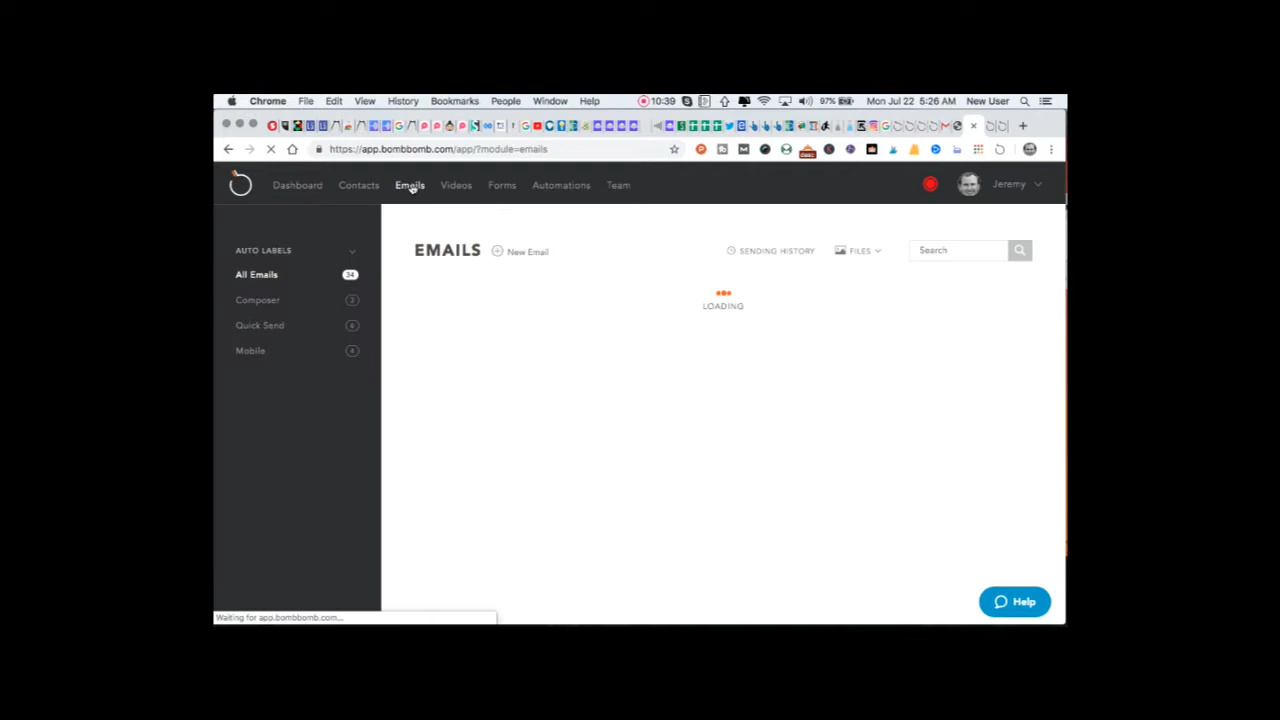 Chrome File Edit View History Bookmarks People Window Help 10:39 97% Mon Jul 22 5:26 AM New User
https://app.bombbomb.com/app/?module=emails
Dashboard Contacts Emails Videos Forms Automations Team Jeremy
AUTO LABELS
EMAILS New Email SENDING HISTORY FILES Search
All Emails 34
Composer 3
Quick Send 6
Mobile 4
LOADING
Help
Waiting for app.bombbomb.com...